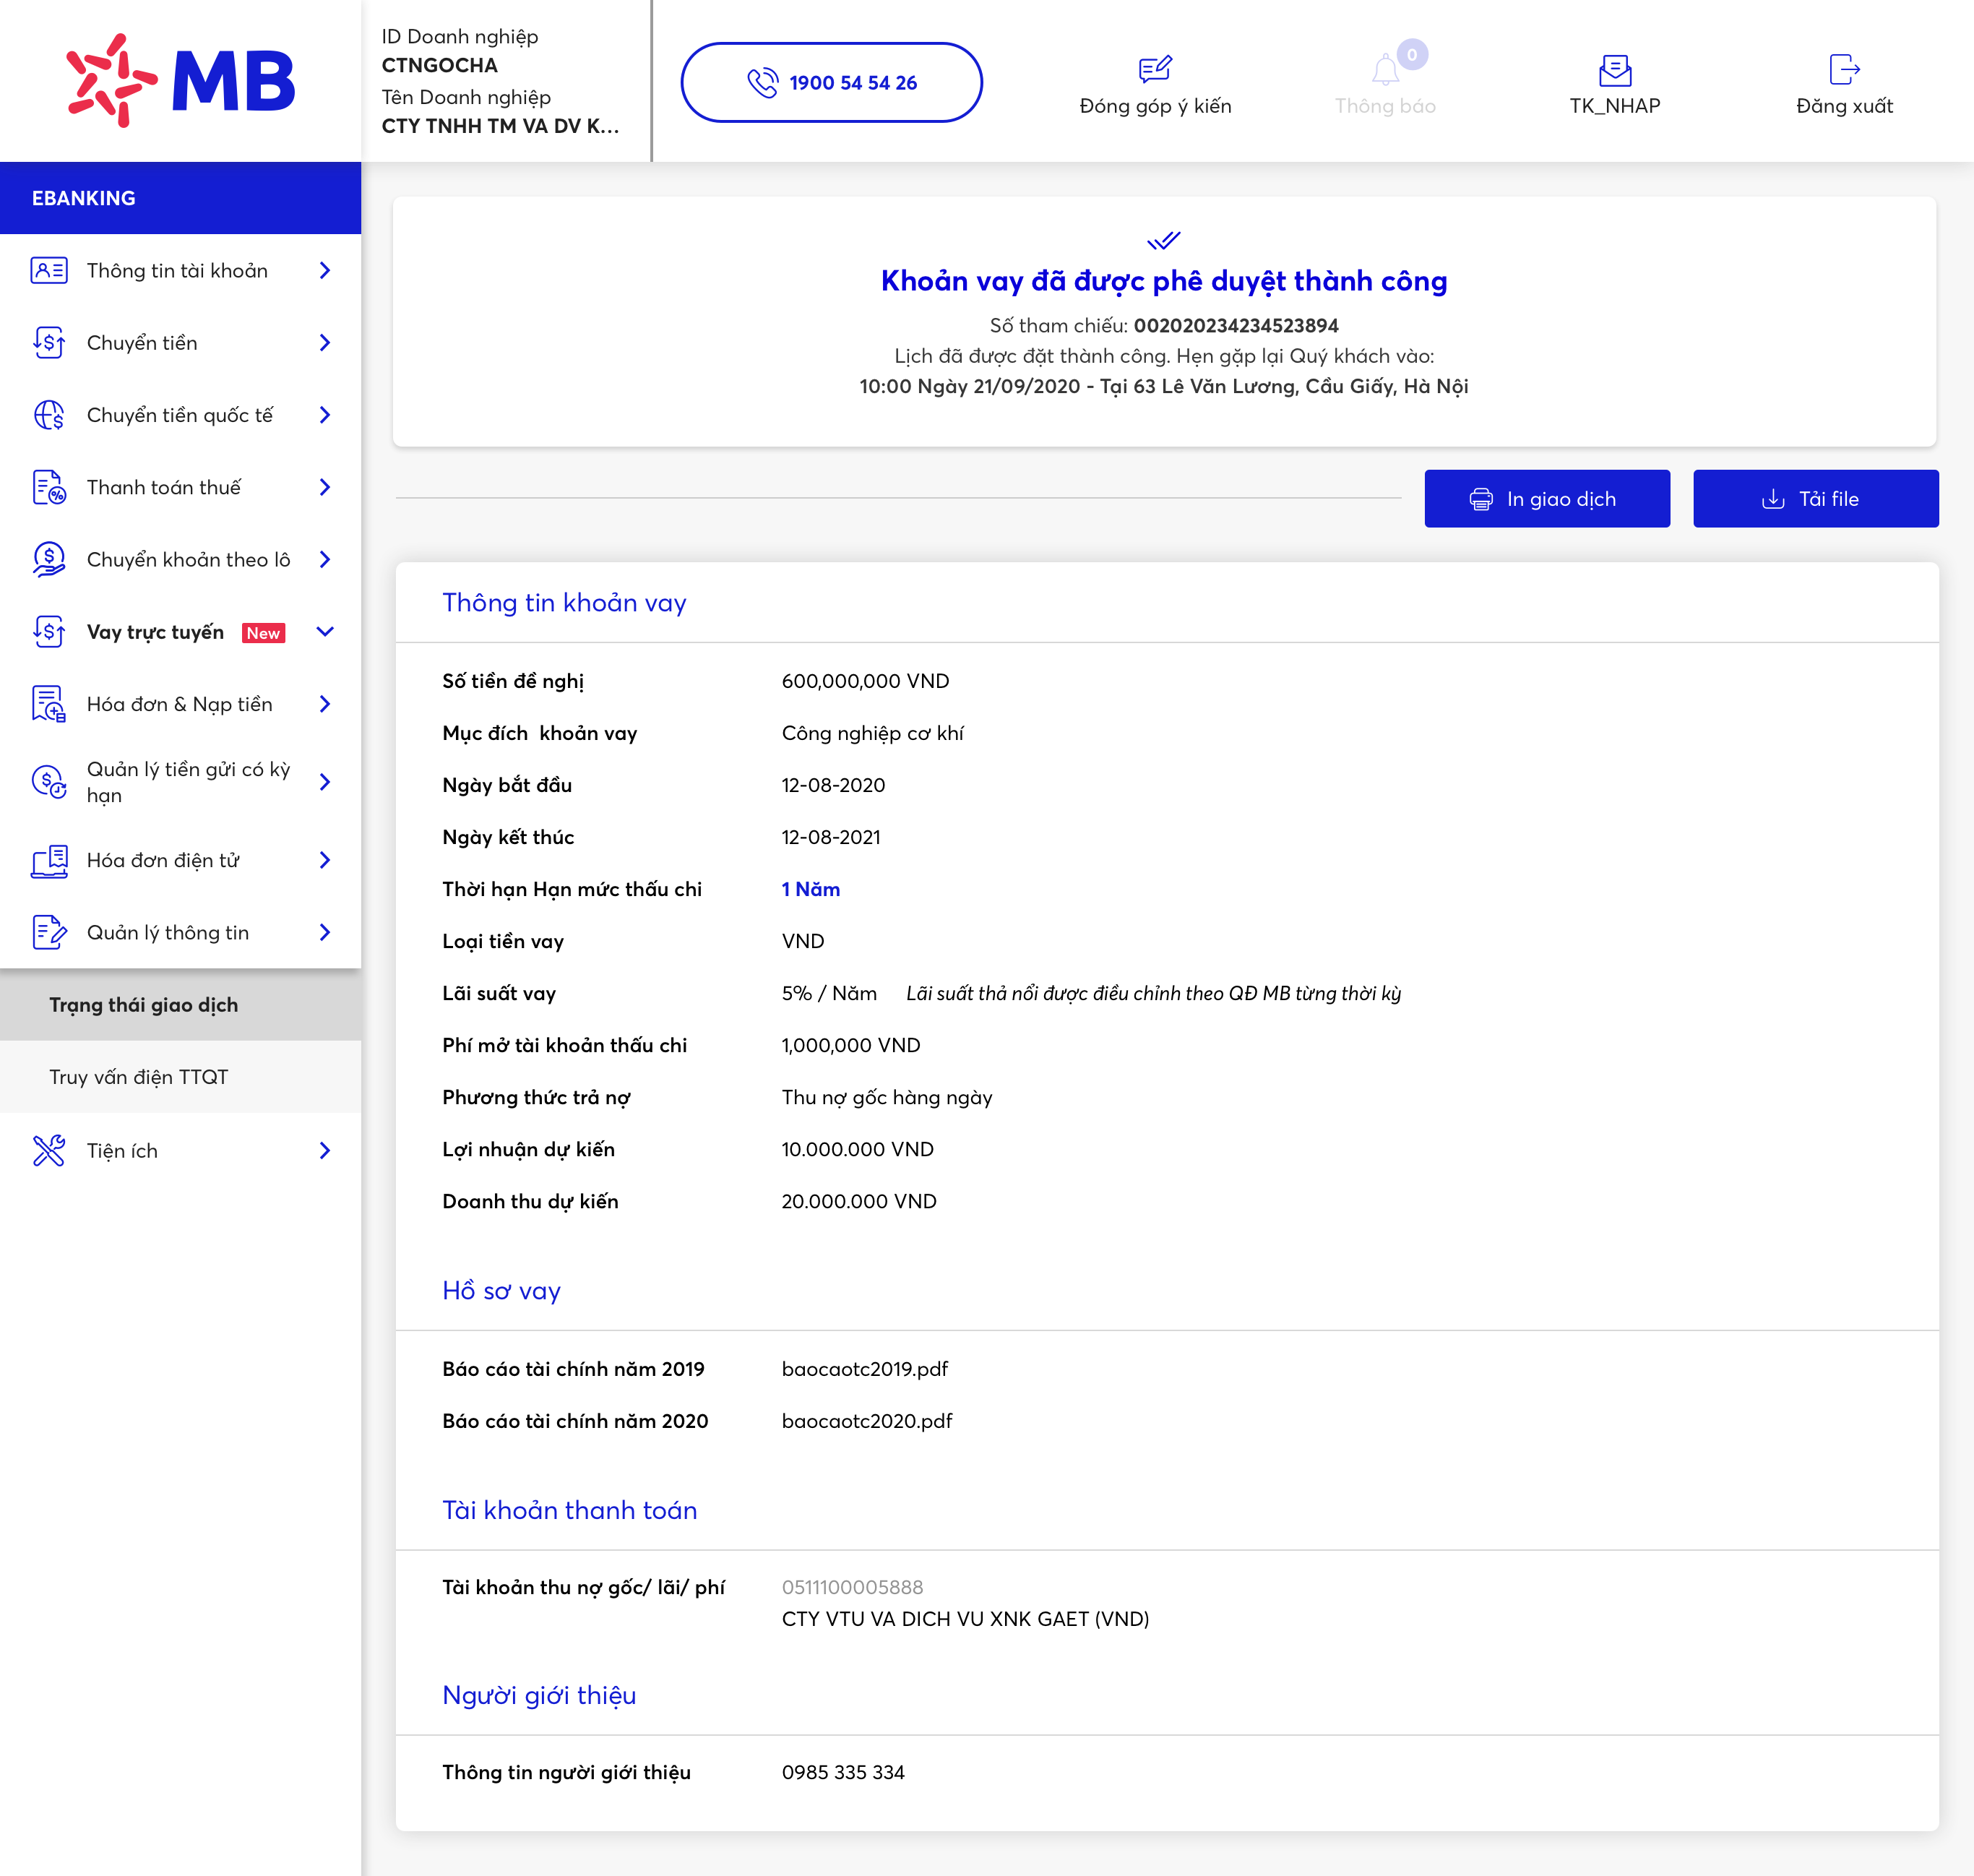 MB
ID Doanh nghiệp
CTNGOCHA
Tên Doanh nghiệp
CTY TNHH TM VA DV K...
1900 54 54 26
Đóng góp ý kiến
0
Thông báo
TK_NHAP
Đăng xuất
EBANKING
Thông tin tài khoản
Chuyển tiền
Chuyển tiền quốc tế
Thanh toán thuế
Chuyển khoản theo lô
Vay trực tuyến New
Hóa đơn & Nạp tiền
Quản lý tiền gửi có kỳ
hạn
Hóa đơn điện tử
Quản lý thông tin
Trạng thái giao dịch
Truy vấn điện TTQT
Tiện ích
Khoản vay đã được phê duyệt thành công
Số tham chiếu: 002020234234523894
Lịch đã được đặt thành công. Hẹn gặp lại Quý khách vào:
10:00 Ngày 21/09/2020 - Tại 63 Lê Văn Lương, Cầu Giấy, Hà Nội
In giao dịch
Tải file
Thông tin khoản vay
Số tiền đề nghị 600,000,000 VND
Mục đích khoản vay Công nghiệp cơ khí
Ngày bắt đầu 12-08-2020
Ngày kết thúc 12-08-2021
Thời hạn Hạn mức thấu chi 1 Năm
Loại tiền vay VND
Lãi suất vay 5% / Năm Lãi suất thả nổi được điều chỉnh theo QĐ MB từng thời kỳ
Phí mở tài khoản thấu chi 1,000,000 VND
Phương thức trả nợ Thu nợ gốc hàng ngày
Lợi nhuận dự kiến 10.000.000 VND
Doanh thu dự kiến 20.000.000 VND
Hồ sơ vay
Báo cáo tài chính năm 2019 baocaotc2019.pdf
Báo cáo tài chính năm 2020 baocaotc2020.pdf
Tài khoản thanh toán
Tài khoản thu nợ gốc/ lãi/ phí 0511100005888
CTY VTU VA DICH VU XNK GAET (VND)
Người giới thiệu
Thông tin người giới thiệu 0985 335 334